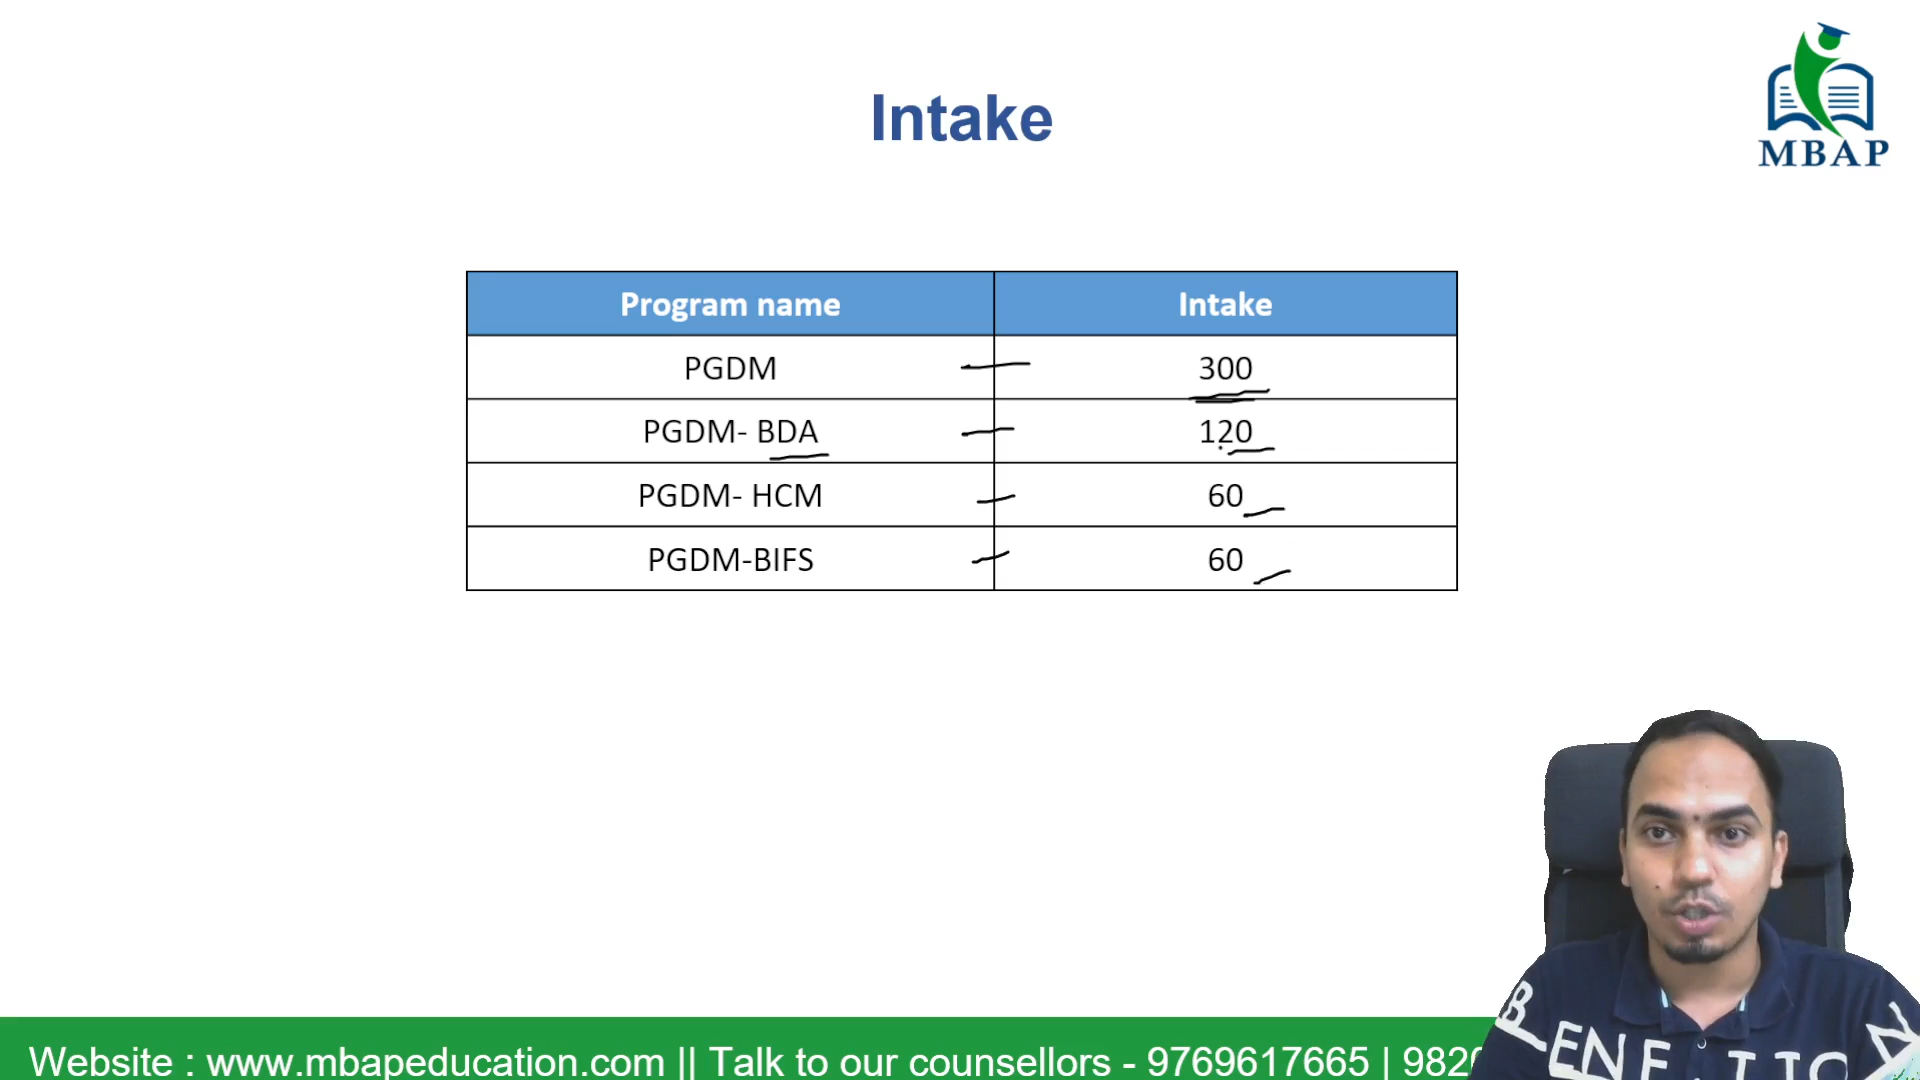 Intake
MBAP
Program name Intake
PGDM 300
PGDM- BDA 120
PGDM- HCM 60
PGDM-BIFS 60
Website : www.mbapeducation.com || Talk to our counsellors - 9769617665 | 982